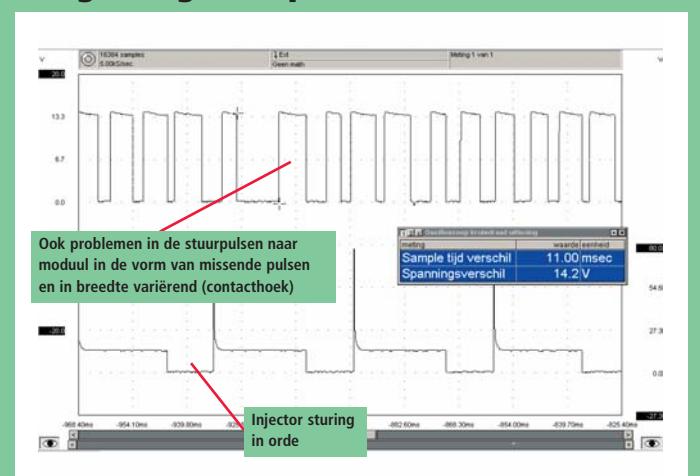 16384 samples
5.00kS/sec.
Ext
Geen math
Meting 1 van 1
V
V
20.0
13.3
6.7
0.0
-20.0
Ook problemen in de stuurpulsen naar
moduul in de vorm van missende pulsen
en in breedte variërend (contacthoek)
meting waarde eenheid
Sample tijd verschil 11.00 msec
Spanningsverschil 14.2 V
80.0
54.6
27.3
0.0
-27.3
Injector sturing
in orde
-968.40ms -954.10ms -939.80ms -882.60ms -868.30ms -854.00ms -839.70ms -825.40ms